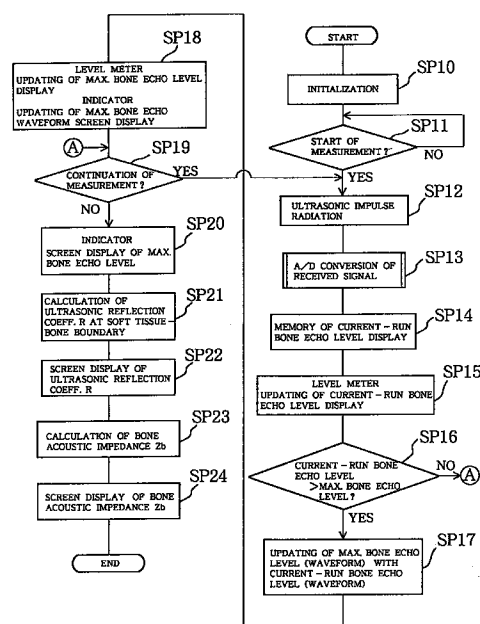 START
SP10
INITIALIZATION
SP11
START OF
MEASUREMENT?
NO
YES
SP12
ULTRASONIC IMPULSE
RADIATION
SP13
A/D CONVERSION OF
RECEIVED SIGNAL
SP14
MEMORY OF CURRENT-RUN
BONE ECHO LEVEL DISPLAY
SP15
LEVEL METER
UPDATING OF CURRENT-RUN BONE
ECHO LEVEL DISPLAY
SP16
CURRENT-RUN BONE
ECHO LEVEL
>MAX. BONE ECHO
LEVEL?
NO
A
YES
SP17
UPDATING OF MAX. BONE ECHO
LEVEL (WAVEFORM) WITH
CURRENT-RUN BONE ECHO
LEVEL (WAVEFORM)
SP18
LEVEL METER
UPDATING OF MAX. BONE ECHO LEVEL
DISPLAY
INDICATOR
UPDATING OF MAX. BONE ECHO
WAVEFORM SCREEN DISPLAY
A
SP19
CONTINUATION OF
MEASUREMENT?
YES
NO
SP20
INDICATOR
SCREEN DISPLAY OF MAX.
BONE ECHO LEVEL
SP21
CALCULATION OF
ULTRASONIC REFLECTION
COEFF. R AT SOFT TISSUE-
BONE BOUNDARY
SP22
SCREEN DISPLAY OF
ULTRASONIC REFLECTION
COEFF. R
SP23
CALCULATION OF BONE
ACOUSTIC IMPEDANCE Zb
SP24
SCREEN DISPLAY OF BONE
ACOUSTIC IMPEDANCE Zb
END